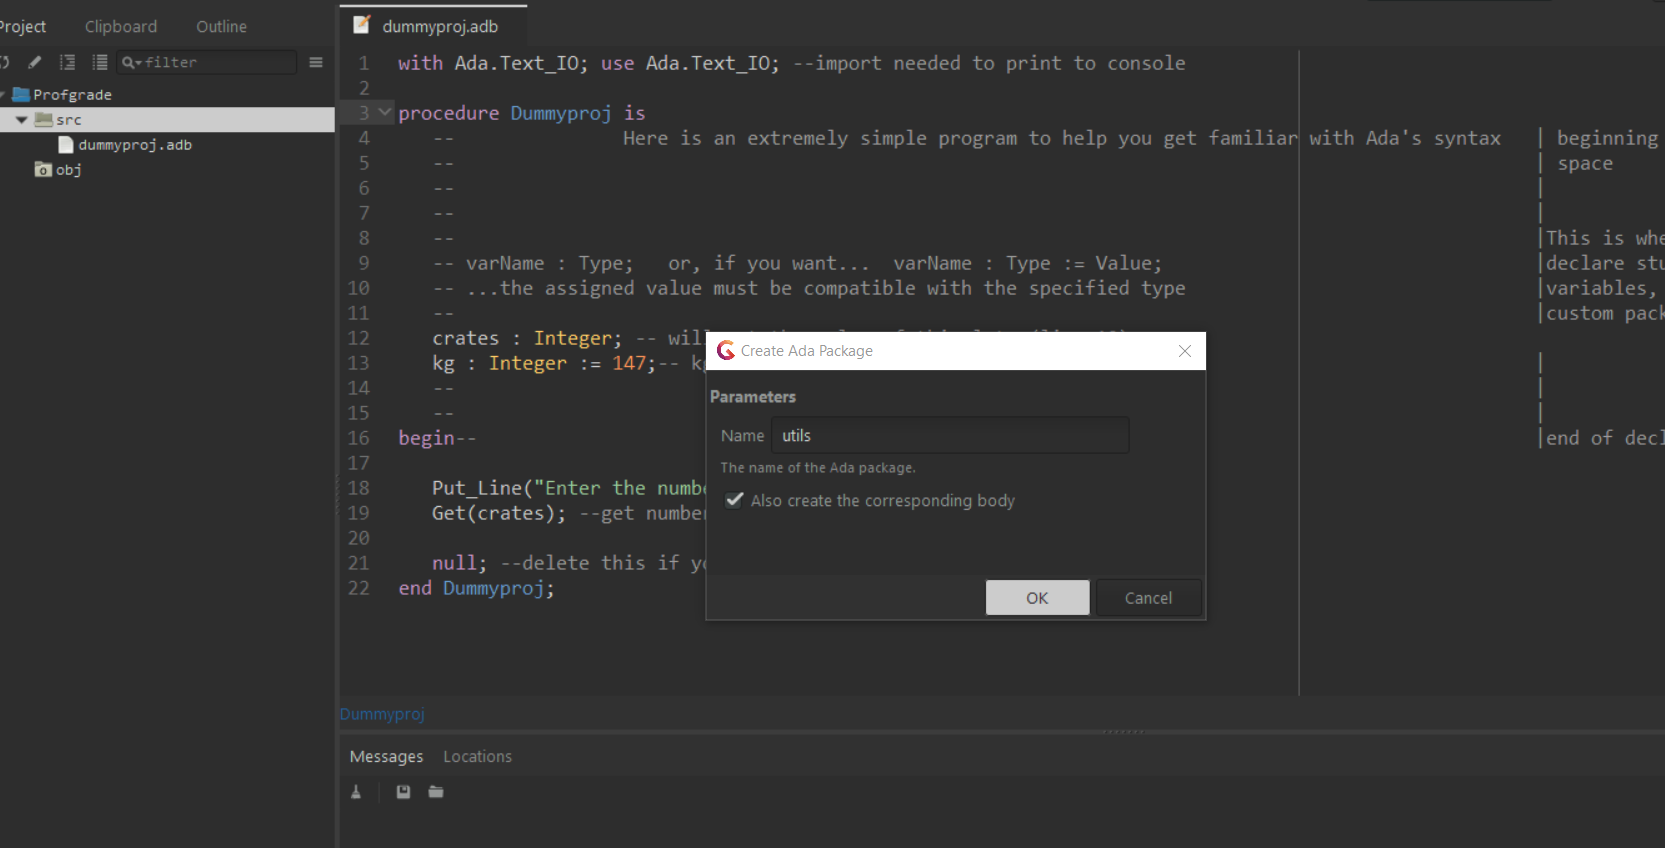 Project Clipboard Outline
filter
Profgrade
src
dummyproj.adb
obj
dummyproj.adb
1 with Ada.Text_IO; use Ada.Text_IO; --import needed to print to console
2
3 procedure Dummyproj is
4 -- Here is an extremely simple program to help you get familiar with Ada's syntax | beginning
5 -- | space
6 -- |
7 -- |
8 -- |This is whe
9 -- varName : Type; or, if you want... varName : Type := Value; |declare stu
10 -- ...the assigned value must be compatible with the specified type |variables,
11 -- |custom pack
12 crates : Integer; -- wil
13 kg : Integer := 147;-- k |
14 -- |
15 -- |
16 begin-- |end of decl
17
18 Put_Line("Enter the numb
19 Get(crates); --get number
20
21 null; --delete this if yo
22 end Dummyproj;
Create Ada Package
Parameters
Name utils
The name of the Ada package.
Also create the corresponding body
OK Cancel
Dummyproj
Messages Locations